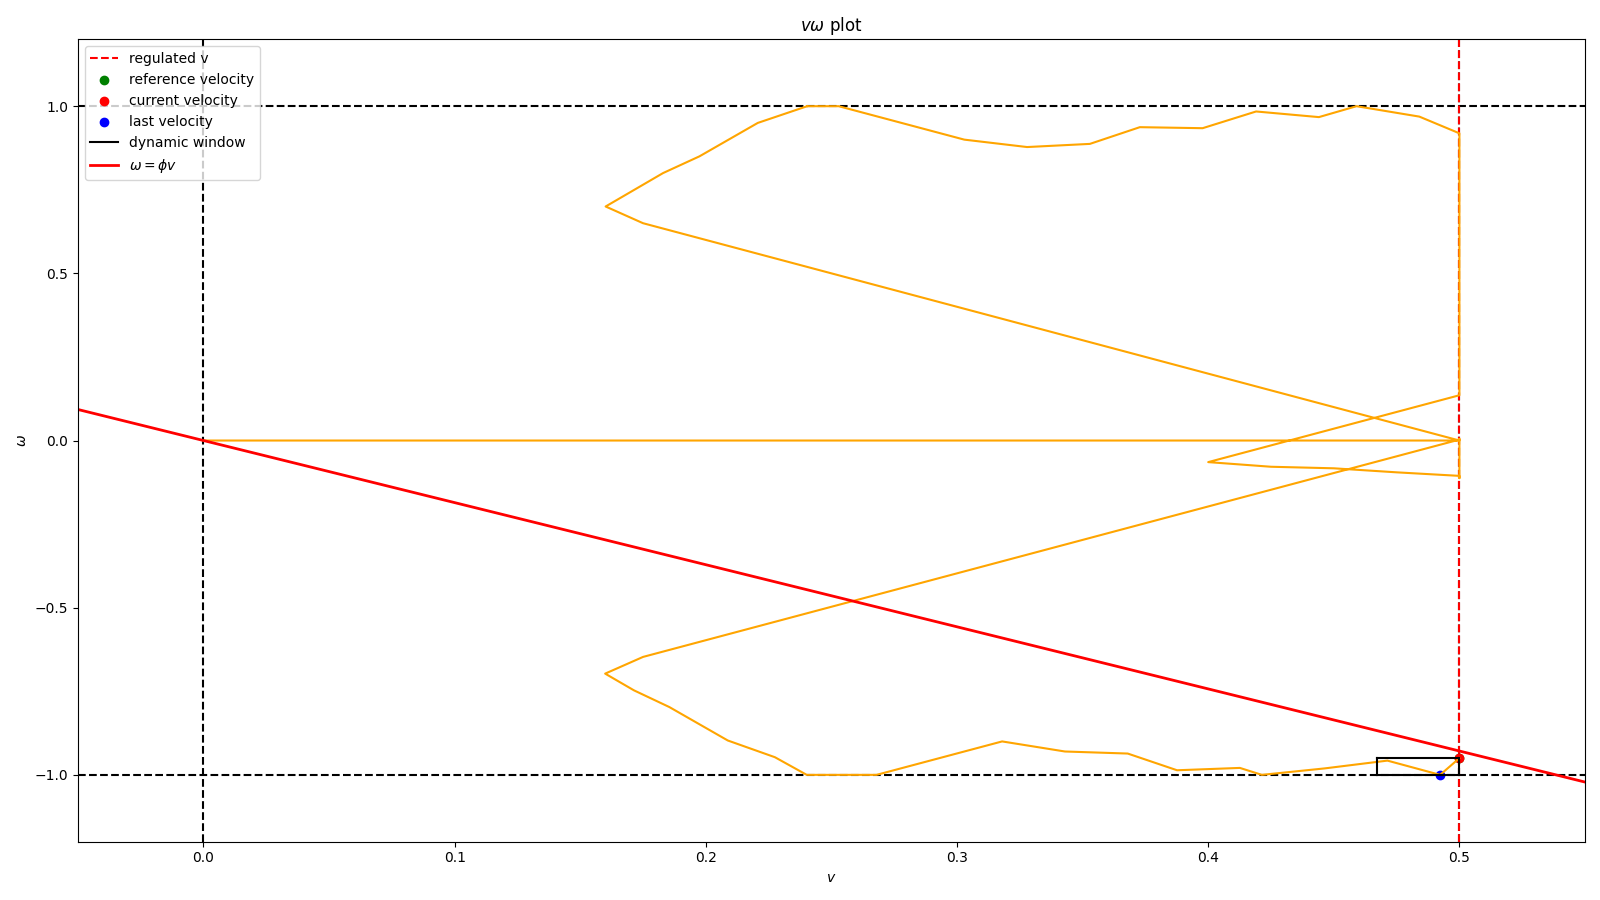 vω plot
regulated v
reference velocity
current velocity
last velocity
dynamic window
ω = ϕv
1.0
0.5
0.0
−0.5
−1.0
ω
0.0 0.1 0.2 0.3 0.4 0.5
v